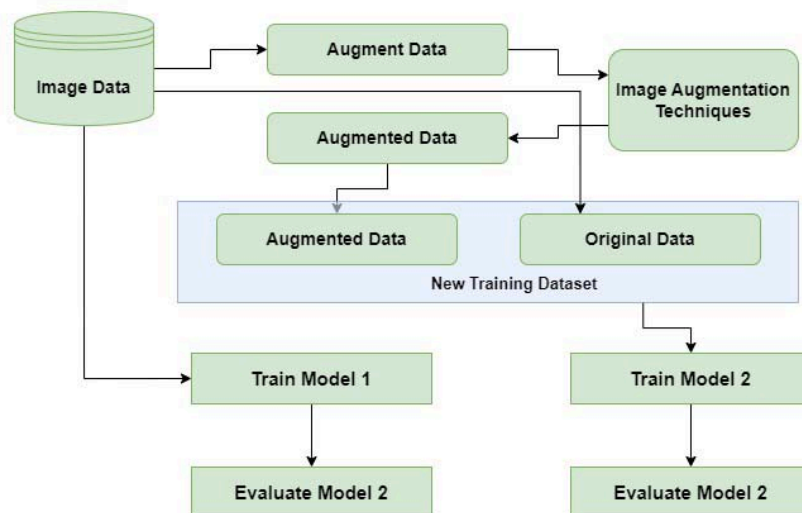 Image Data
Augment Data
Image Augmentation
Techniques
Augmented Data
Augmented Data
Original Data
New Training Dataset
Train Model 1
Train Model 2
Evaluate Model 2
Evaluate Model 2